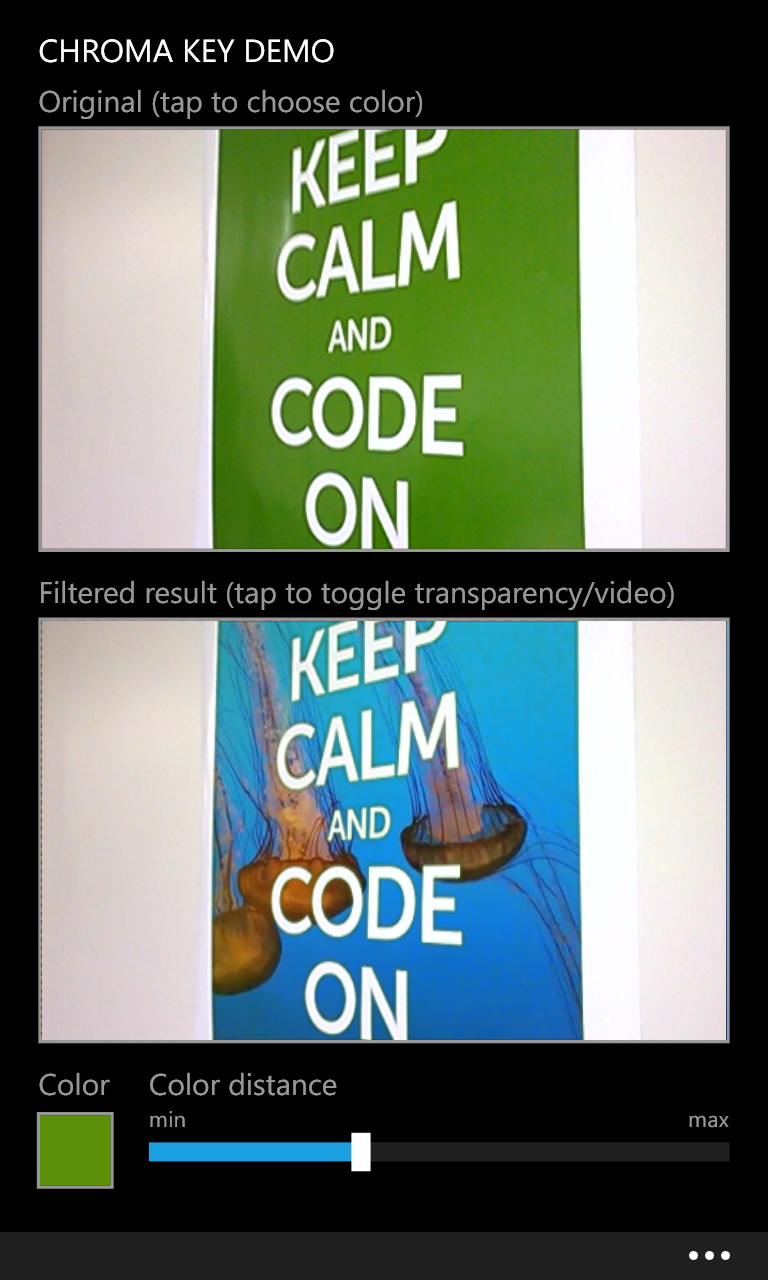 CHROMA KEY DEMO
Original (tap to choose color)
KEEP
CALM
AND
CODE
ON
Filtered result (tap to toggle transparency/video)
KEEP
CALM
AND
CODE
ON
Color
Color distance
min
max